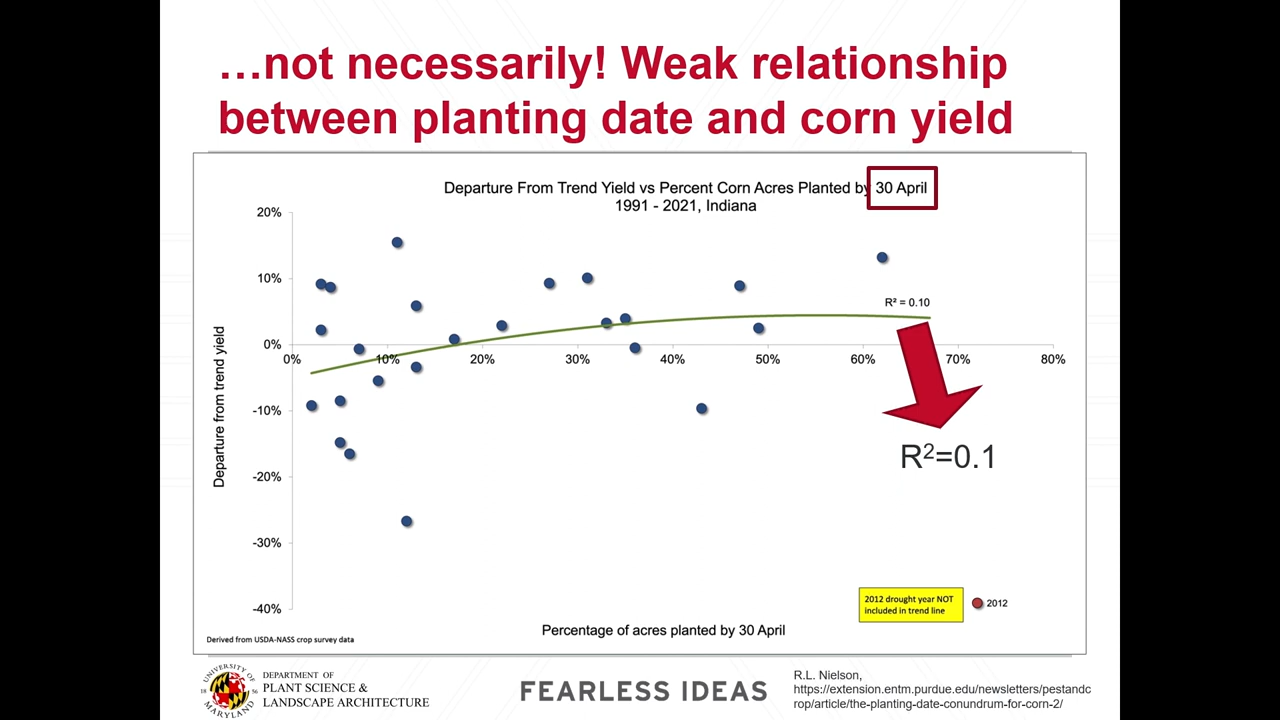 …not necessarily! Weak relationship
between planting date and corn yield
Departure From Trend Yield vs Percent Corn Acres Planted by 30 April
1991 - 2021, Indiana
20%
10%
0%
-10%
-20%
-30%
-40%
Departure from trend yield
0%
10%
20%
30%
40%
50%
60%
70%
80%
R² = 0.10
R²=0.1
2012 drought year NOT
included in trend line
2012
Percentage of acres planted by 30 April
Derived from USDA-NASS crop survey data
UNIVERSITY OF
18 56
MARYLAND
DEPARTMENT OF
PLANT SCIENCE &
LANDSCAPE ARCHITECTURE
FEARLESS IDEAS
R.L. Nielson,
https://extension.entm.purdue.edu/newsletters/pestandc
rop/article/the-planting-date-conundrum-for-corn-2/